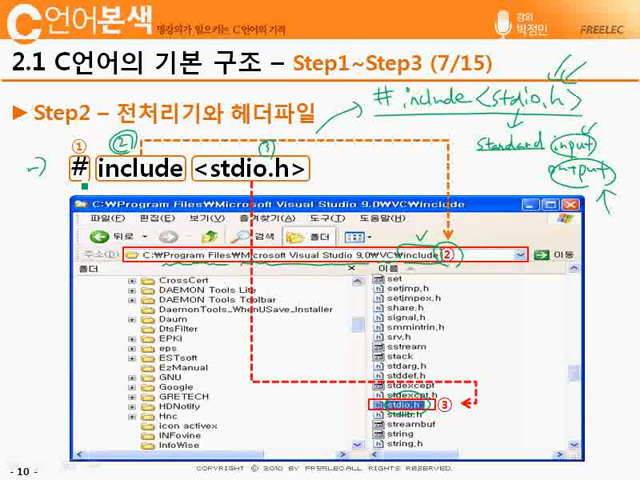 C언어본색
명강의가 일으키는 C언어의 기적
강의
박정민
FREELEC
2.1 C언어의 기본 구조 – Step1~Step3 (7/15)
►Step2 – 전처리기와 헤더파일
#include<stdio.h>
standard input
output
① ② ③
# include <stdio.h>
C:₩Program Files₩Microsoft Visual Studio 9.0₩VC₩include
파일(F) 편집(E) 보기(V) 즐겨찾기(A) 도구(T) 도움말(H)
뒤로 검색 폴더
주소(D) C:₩Program Files₩Microsoft Visual Studio 9.0₩VC₩include ② 이동
폴더
이름
CrossCert
DAEMON Tools Lite
DAEMON Tools Toolbar
DaemonTools_WhenUSave_Installer
Daum
DtsFilter
EPKi
eps
ESTsoft
EzManual
GNU
Google
GRETECH
HDNotify
Hnc
icon activex
INFovine
InfoWise
set
setjmp.h
setjmpex.h
share.h
signal.h
smmintrin.h
srv.h
sstream
stack
stdarg.h
stddef.h
stdexcept
stdexcpt.h
stdio.h ③
stdlib.h
streambuf
string
string.h
- 10 -
COPYRIGHT ⓒ 2010 BY FREELEC.ALL RIGHTS RESERVED.